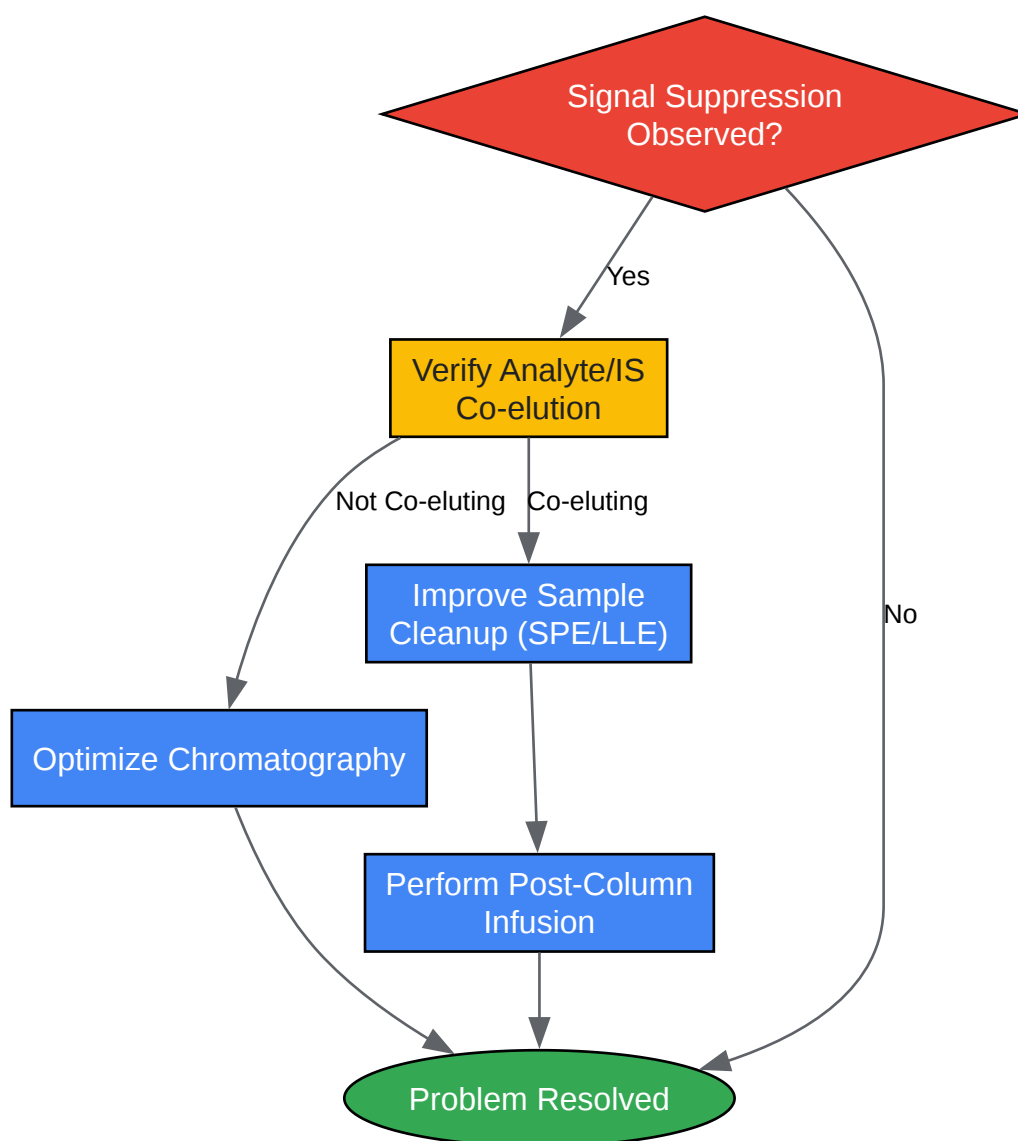 Signal Suppression
Observed?
Yes
Verify Analyte/IS
Co-elution
Not Co-eluting
Co-eluting
Improve Sample
Cleanup (SPE/LLE)
No
Optimize Chromatography
Perform Post-Column
Infusion
Problem Resolved